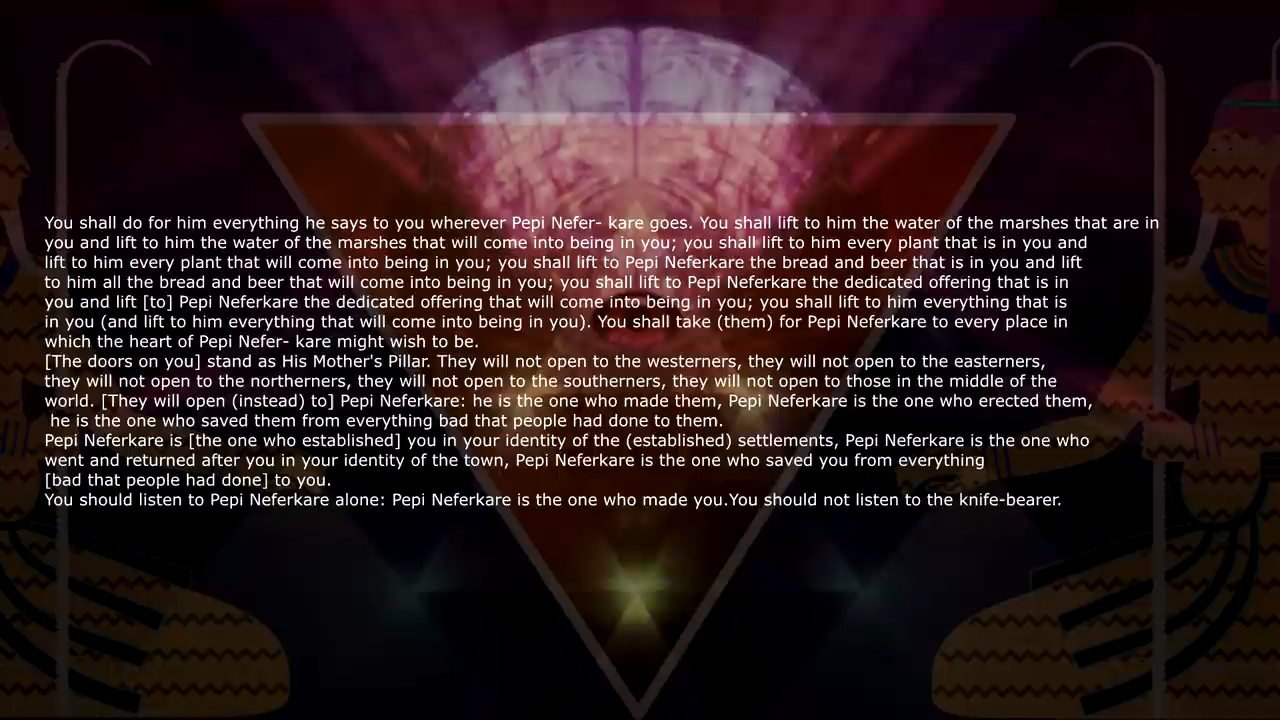 You shall do for him everything he says to you wherever Pepi Nefer- kare goes. You shall lift to him the water of the marshes that are in
you and lift to him the water of the marshes that will come into being in you; you shall lift to him every plant that is in you and
lift to him every plant that will come into being in you; you shall lift to Pepi Neferkare the bread and beer that is in you and lift
to him all the bread and beer that will come into being in you; you shall lift to Pepi Neferkare the dedicated offering that is in
you and lift [to] Pepi Neferkare the dedicated offering that will come into being in you; you shall lift to him everything that is
in you (and lift to him everything that will come into being in you). You shall take (them) for Pepi Neferkare to every place in
which the heart of Pepi Nefer- kare might wish to be.
[The doors on you] stand as His Mother's Pillar. They will not open to the westerners, they will not open to the easterners,
they will not open to the northerners, they will not open to the southerners, they will not open to those in the middle of the
world. [They will open (instead) to] Pepi Neferkare: he is the one who made them, Pepi Neferkare is the one who erected them,
he is the one who saved them from everything bad that people had done to them.
Pepi Neferkare is [the one who established] you in your identity of the (established) settlements, Pepi Neferkare is the one who
went and returned after you in your identity of the town, Pepi Neferkare is the one who saved you from everything
[bad that people had done] to you.
You should listen to Pepi Neferkare alone: Pepi Neferkare is the one who made you.You should not listen to the knife-bearer.